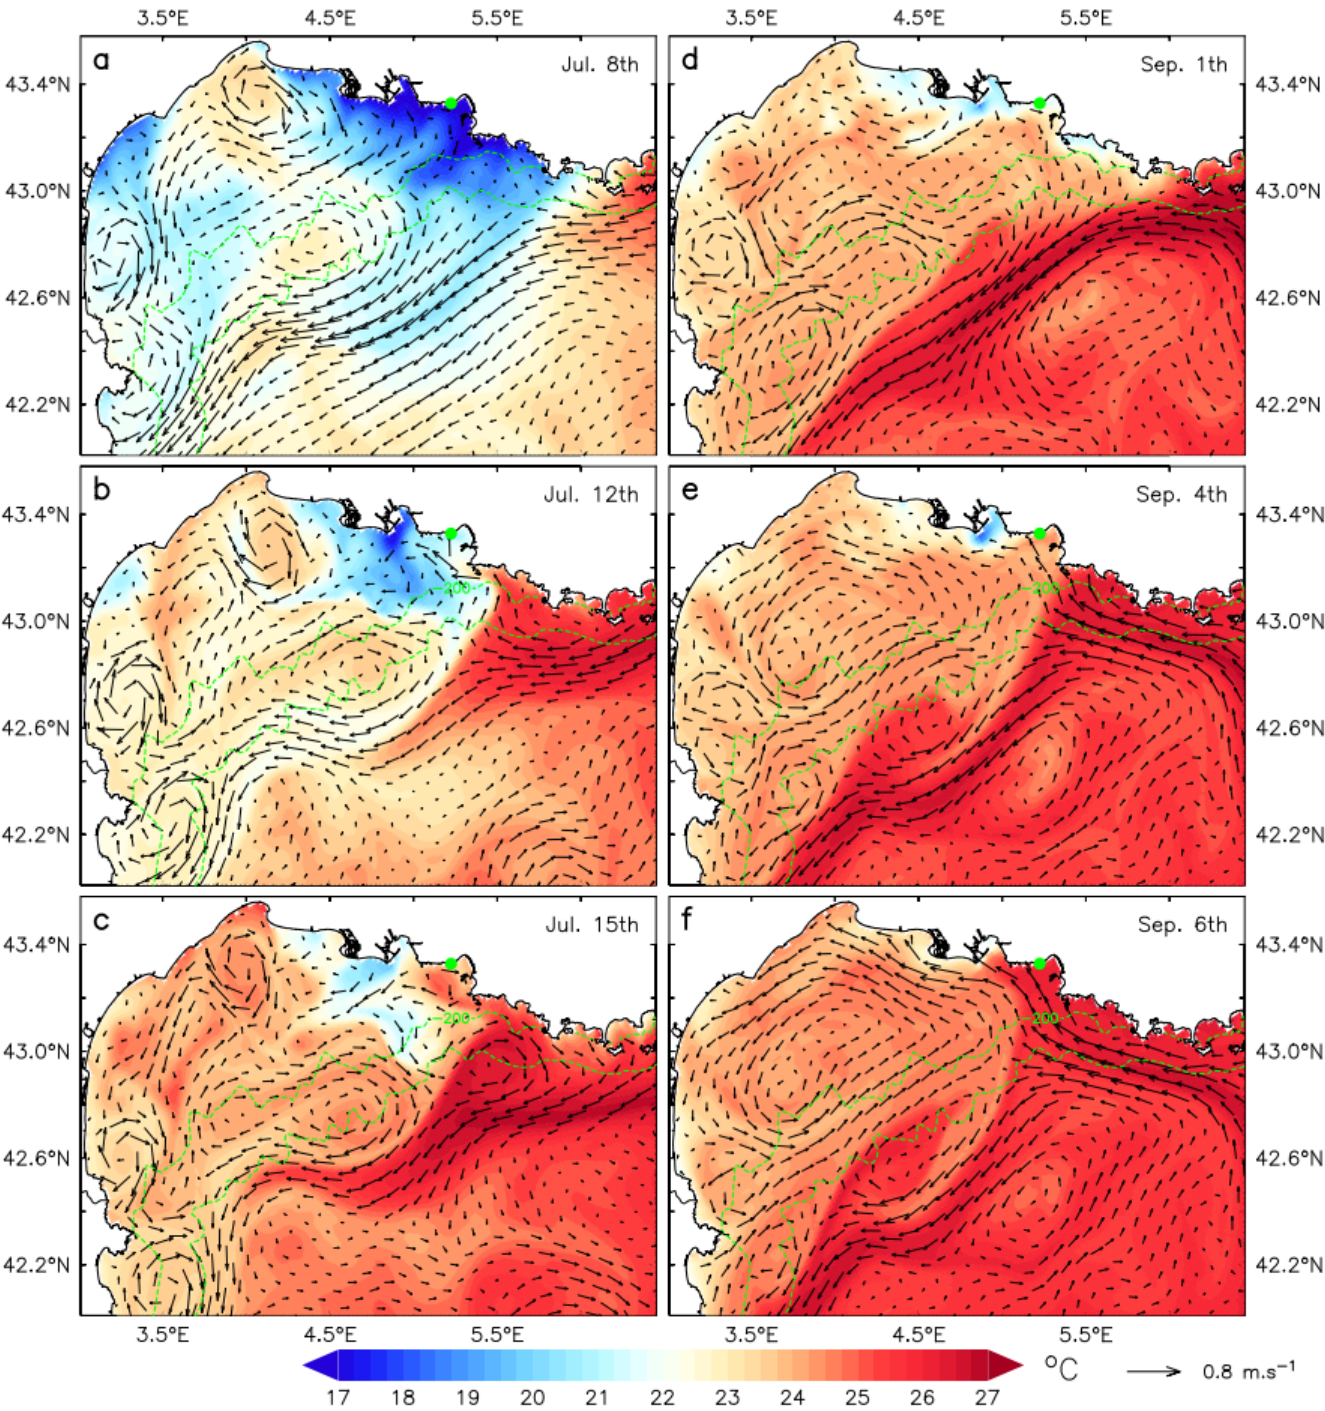 3.5°E 4.5°E 5.5°E 3.5°E 4.5°E 5.5°E
a Jul. 8th d Sep. 1th
43.4°N 43.4°N
43.0°N 43.0°N
42.6°N 42.6°N
42.2°N 42.2°N
b Jul. 12th e Sep. 4th
43.4°N 43.4°N
-200 -200
43.0°N 43.0°N
42.6°N 42.6°N
42.2°N 42.2°N
c Jul. 15th f Sep. 6th
43.4°N 43.4°N
-200 -200
43.0°N 43.0°N
42.6°N 42.6°N
42.2°N 42.2°N
3.5°E 4.5°E 5.5°E 3.5°E 4.5°E 5.5°E
°C 0.8 m.s⁻¹
17 18 19 20 21 22 23 24 25 26 27